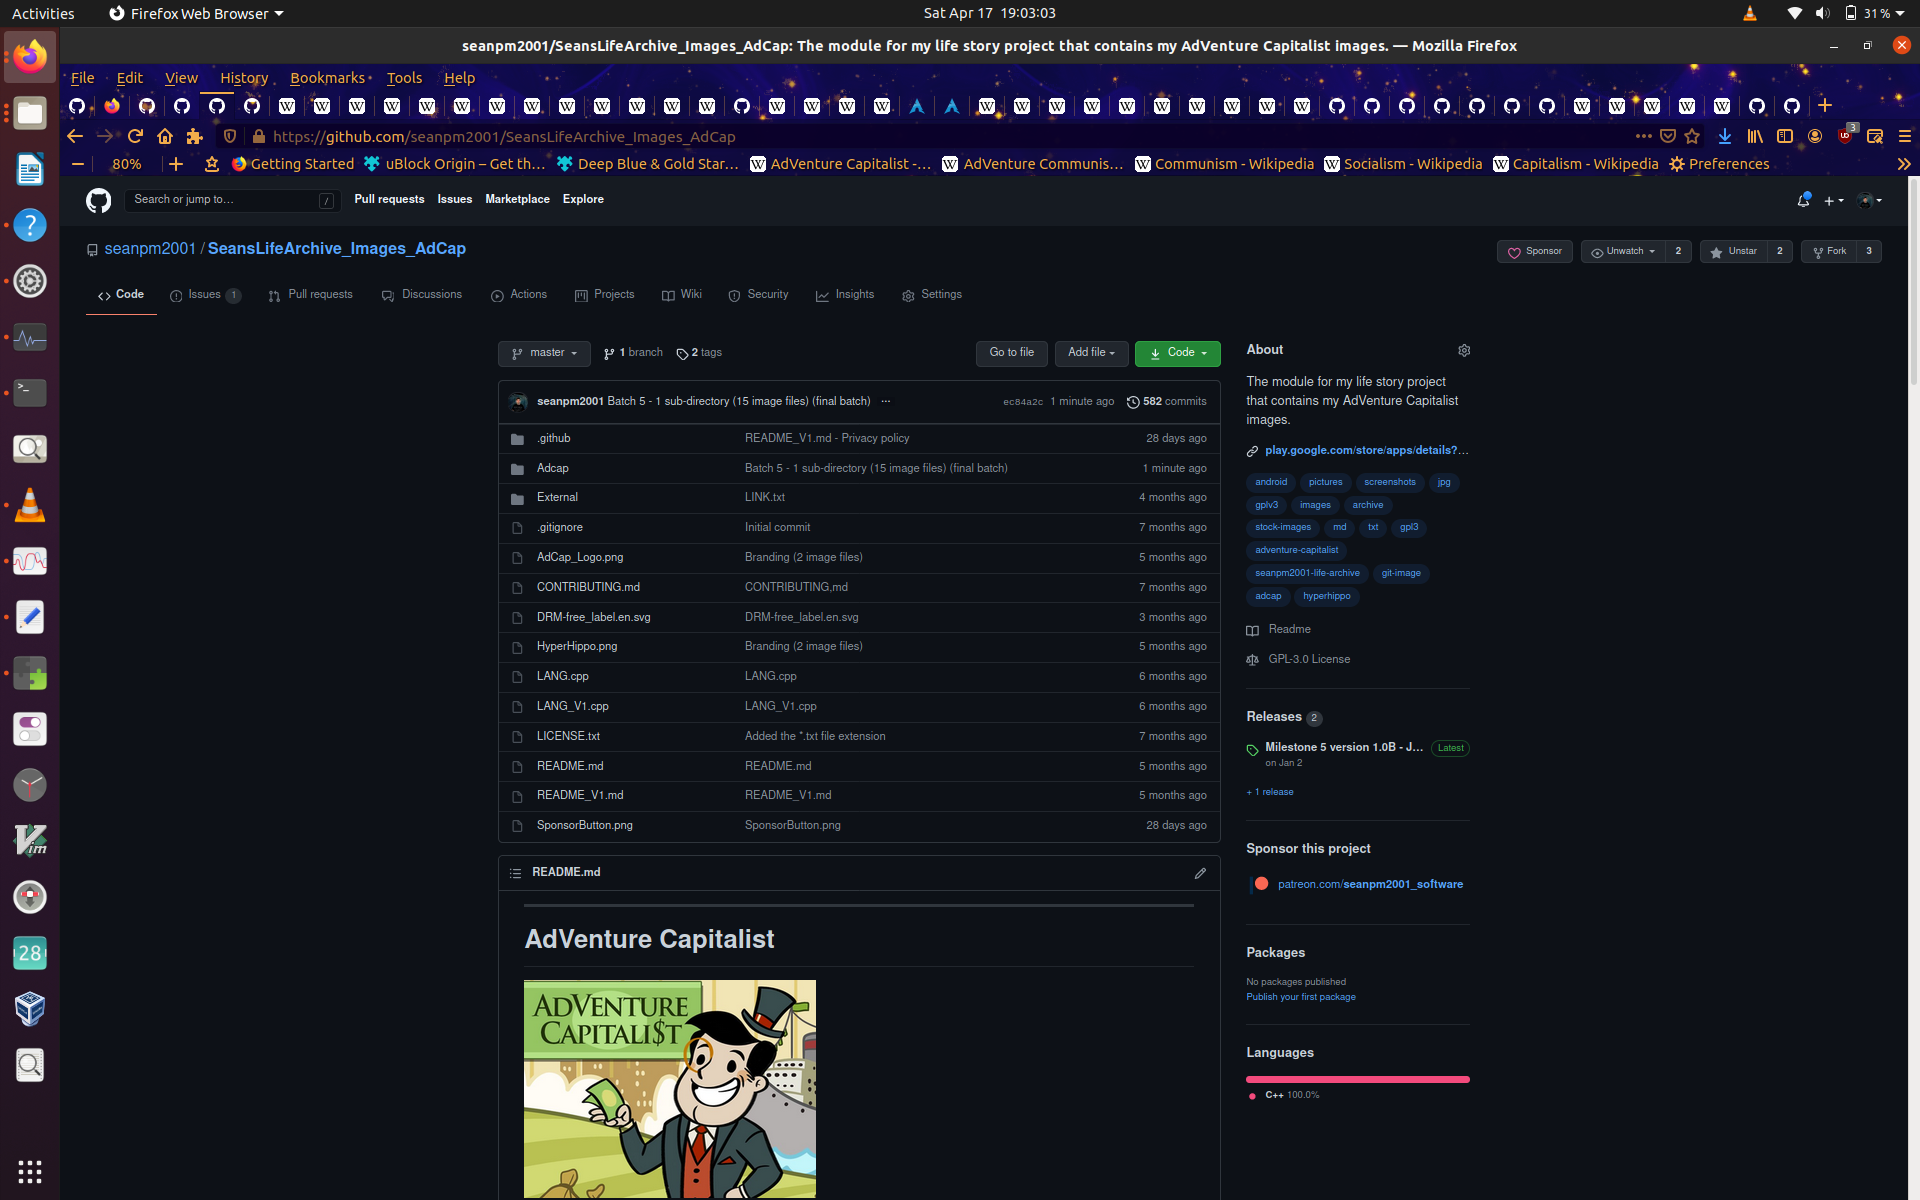 Activities Firefox Web Browser Sat Apr 17 19:03:03 31 %
seanpm2001/SeansLifeArchive_Images_AdCap: The module for my life story project that contains my AdVenture Capitalist images. — Mozilla Firefox
File Edit View History Bookmarks Tools Help
https://github.com/seanpm2001/SeansLifeArchive_Images_AdCap 3
80% Getting Started uBlock Origin – Get th… Deep Blue & Gold Star… AdVenture Capitalist -… AdVenture Communis… Communism - Wikipedia Socialism - Wikipedia Capitalism - Wikipedia Preferences
Search or jump to… / Pull requests Issues Marketplace Explore
seanpm2001 / SeansLifeArchive_Images_AdCap Sponsor Unwatch 2 Unstar 2 Fork 3
Code Issues 1 Pull requests Discussions Actions Projects Wiki Security Insights Settings
master 1 branch 2 tags Go to file Add file Code
seanpm2001 Batch 5 - 1 sub-directory (15 image files) (final batch) … ec84a2c 1 minute ago 582 commits
.github README_V1.md - Privacy policy 28 days ago
Adcap Batch 5 - 1 sub-directory (15 image files) (final batch) 1 minute ago
External LINK.txt 4 months ago
.gitignore Initial commit 7 months ago
AdCap_Logo.png Branding (2 image files) 5 months ago
CONTRIBUTING.md CONTRIBUTING,md 7 months ago
DRM-free_label.en.svg DRM-free_label.en.svg 3 months ago
HyperHippo.png Branding (2 image files) 5 months ago
LANG.cpp LANG.cpp 6 months ago
LANG_V1.cpp LANG_V1.cpp 6 months ago
LICENSE.txt Added the *.txt file extension 7 months ago
README.md README.md 5 months ago
README_V1.md README_V1.md 5 months ago
SponsorButton.png SponsorButton.png 28 days ago
README.md
AdVenture Capitalist
ADVENTURE
CAPITALI$T
About
The module for my life story project
that contains my AdVenture Capitalist
images.
play.google.com/store/apps/details?…
android pictures screenshots jpg
gplv3 images archive
stock-images md txt gpl3
adventure-capitalist
seanpm2001-life-archive git-image
adcap hyperhippo
Readme
GPL-3.0 License
Releases 2
Milestone 5 version 1.0B - J… Latest
on Jan 2
+ 1 release
Sponsor this project
patreon.com/seanpm2001_software
Packages
No packages published
Publish your first package
Languages
C++ 100.0%
28